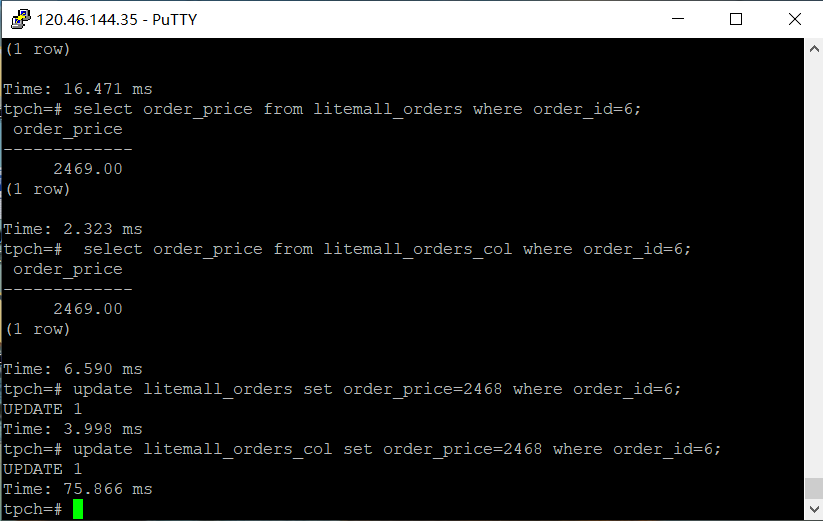 120.46.144.35 - PuTTY
(1 row)
Time: 16.471 ms
tpch=# select order_price from litemall_orders where order_id=6;
order_price
-------------
2469.00
(1 row)
Time: 2.323 ms
tpch=#  select order_price from litemall_orders_col where order_id=6;
order_price
-------------
2469.00
(1 row)
Time: 6.590 ms
tpch=# update litemall_orders set order_price=2468 where order_id=6;
UPDATE 1
Time: 3.998 ms
tpch=# update litemall_orders_col set order_price=2468 where order_id=6;
UPDATE 1
Time: 75.866 ms
tpch=#